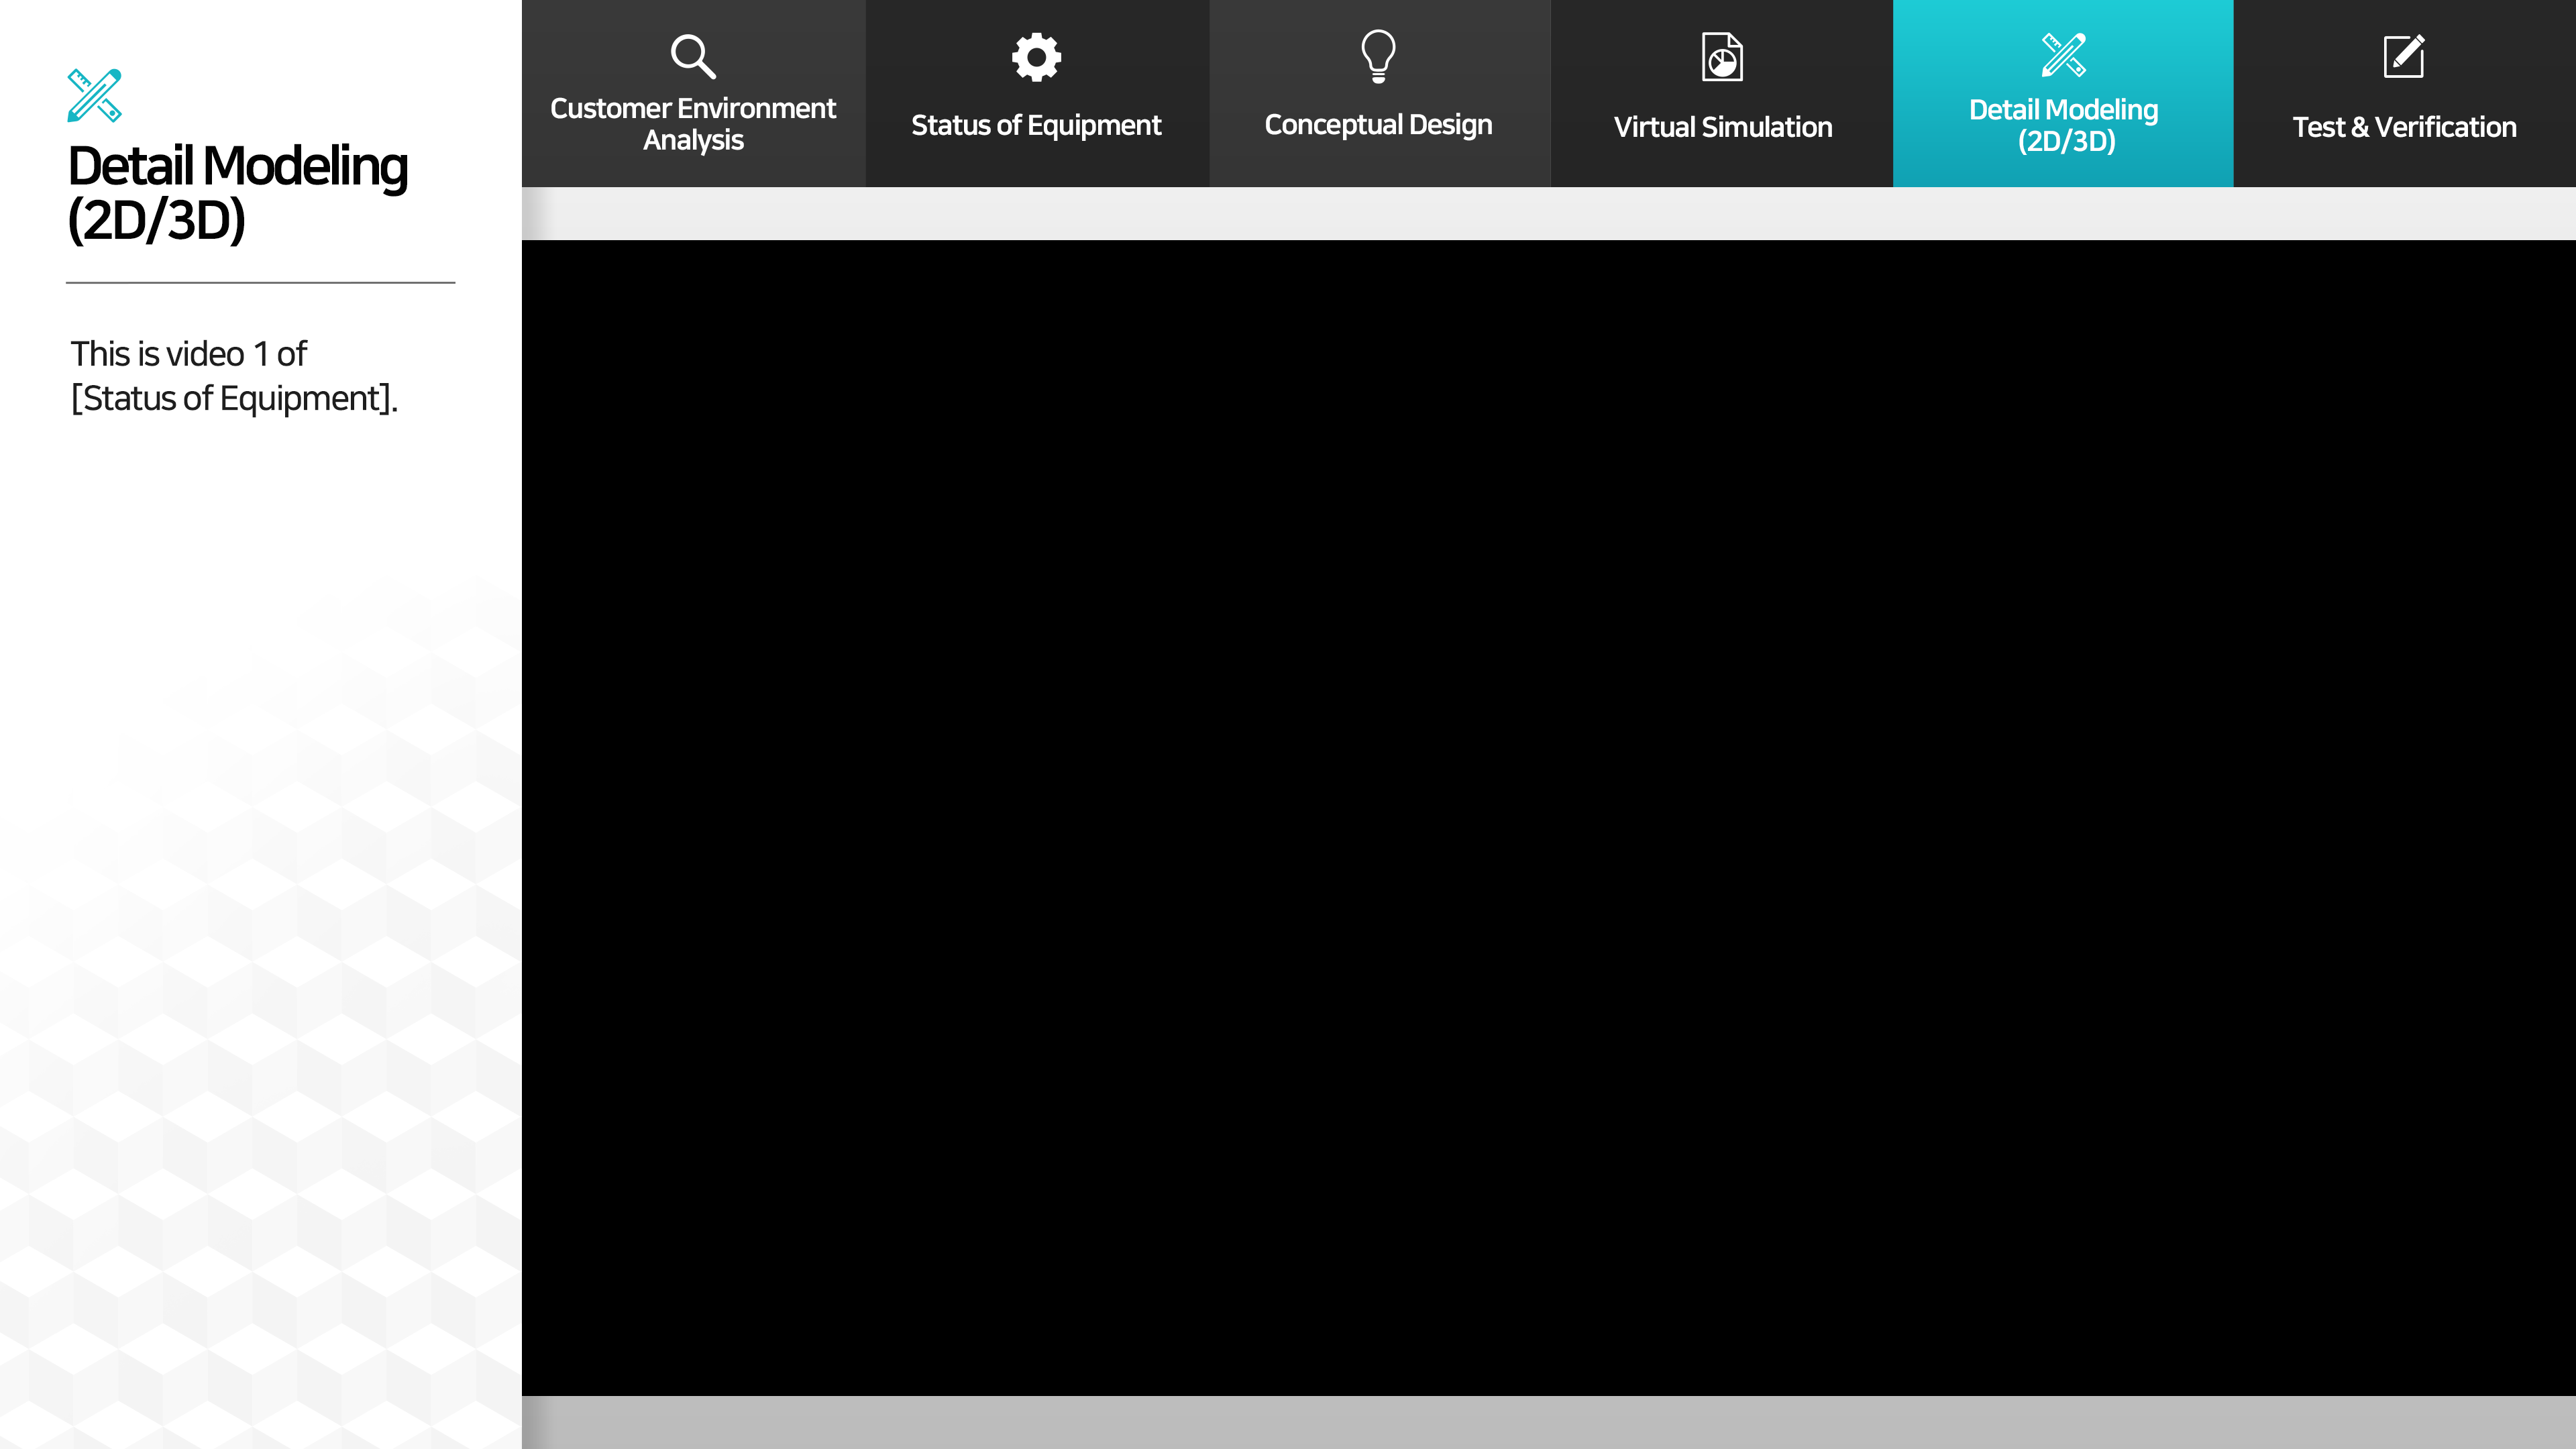 Detail Modeling
(2D/3D)
This is video 1 of
[Status of Equipment].
Customer Environment
Analysis
Status of Equipment
Conceptual Design
Virtual Simulation
Detail Modeling
(2D/3D)
Test & Verification